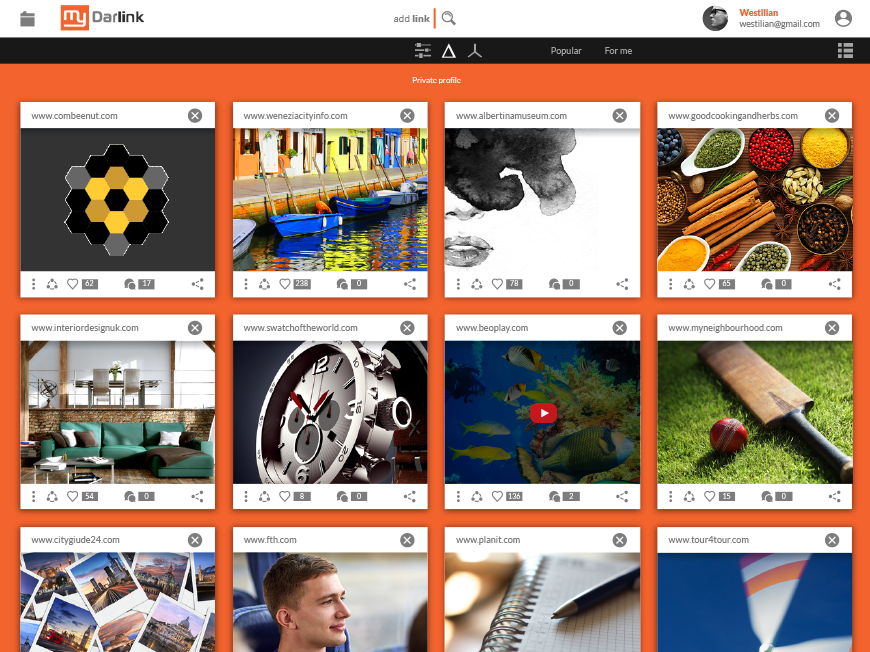 my Darlink
add link
Westilian
westilian@gmail.com
Popular For me
Private profile
www.combeenut.com
www.weneziacityinfo.com
www.albertinamuseum.com
www.goodcookingandherbs.com
62 17
238 0
78 0
65 0
www.interiordesignuk.com
www.swatchoftheworld.com
www.beoplay.com
www.myneighbourhood.com
12
6
54 0
8 0
136 2
15 0
www.citygiude24.com
www.fth.com
www.planit.com
www.tour4tour.com